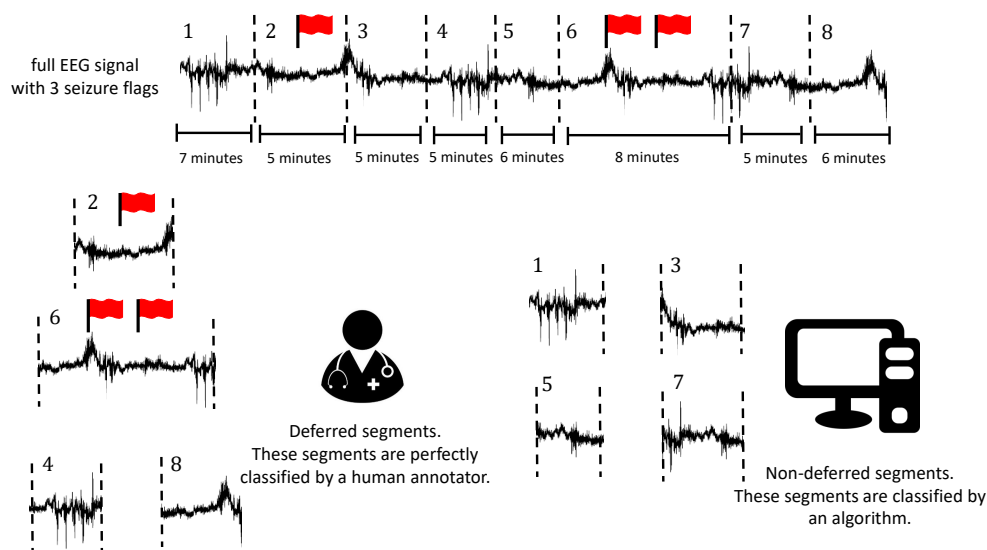 1 2 3 4 5 6 7 8
full EEG signal
with 3 seizure flags
7 minutes 5 minutes 5 minutes 5 minutes 6 minutes 8 minutes 5 minutes 6 minutes
2
6
4 8
Deferred segments.
These segments are perfectly
classified by a human annotator.
1 3
5 7
Non-deferred segments.
These segments are classified by
an algorithm.